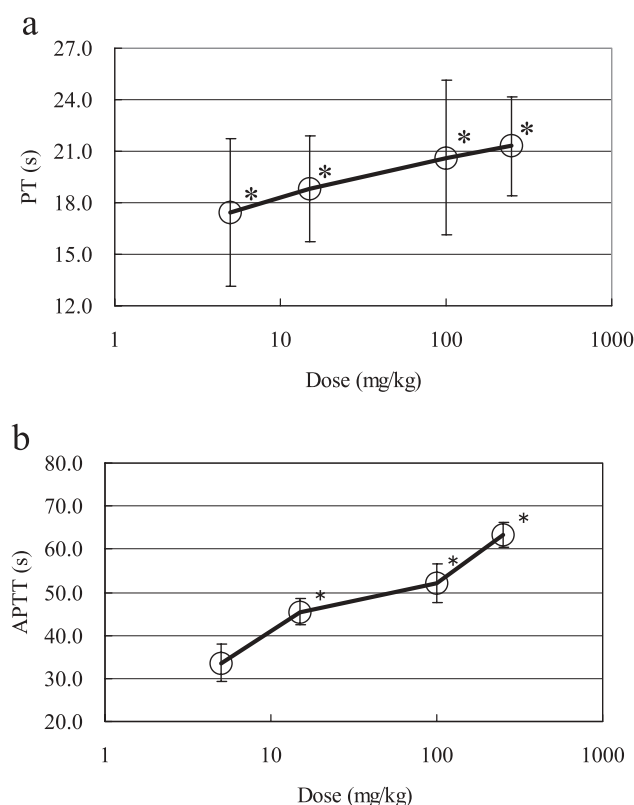 a
27.0
24.0
21.0
18.0
15.0
12.0
PT (s)
* * * *
1 10 100 1000
Dose (mg/kg)
b
80.0
70.0
60.0
50.0
40.0
30.0
20.0
APTT (s)
* * *
1 10 100 1000
Dose (mg/kg)